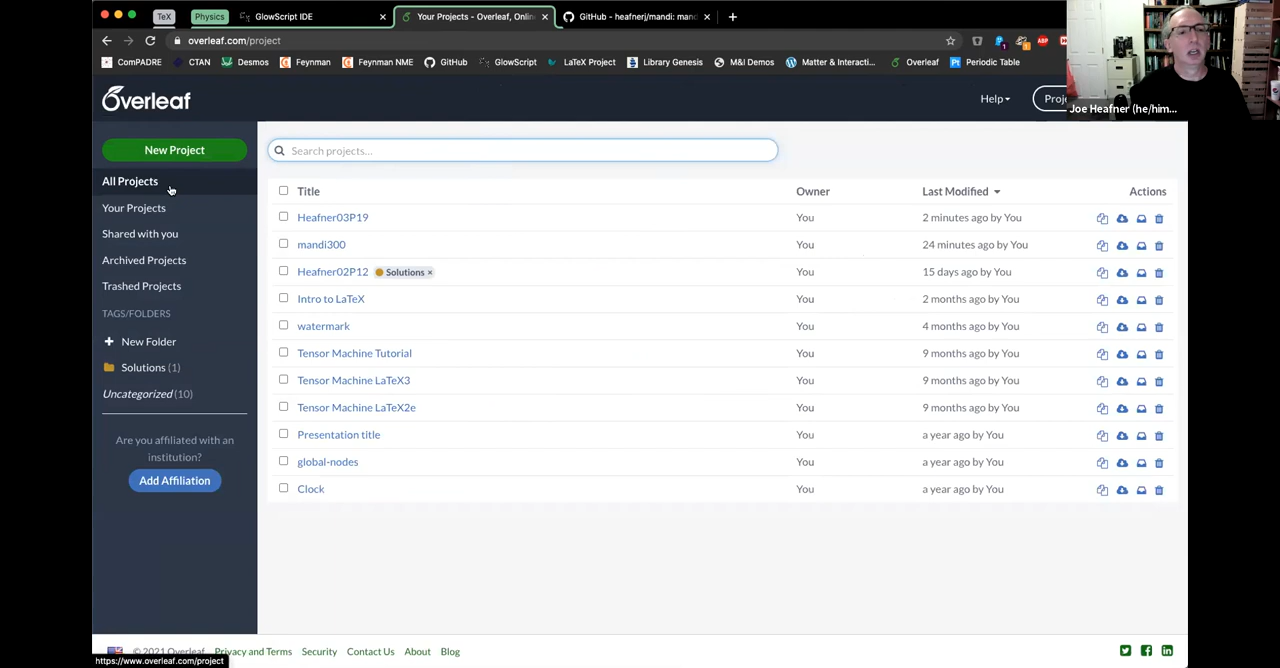 TeX Physics GlowScript IDE × Your Projects - Overleaf, Onlin × GitHub - heafnerj/mandi: mand × +
overleaf.com/project
ComPADRE CTAN Desmos Feynman Feynman NME GitHub GlowScript LaTeX Project Library Genesis M&I Demos Matter & Interacti... Overleaf Periodic Table
Joe Heafner (he/him...
Overleaf
Help Proj
New Project
Search projects...
All Projects
Title Owner Last Modified Actions
Your Projects
Heafner03P19 You 2 minutes ago by You
Shared with you
mandi300 You 24 minutes ago by You
Archived Projects
Heafner02P12 Solutions × You 15 days ago by You
Trashed Projects
Intro to LaTeX You 2 months ago by You
TAGS/FOLDERS
watermark You 4 months ago by You
+ New Folder
Tensor Machine Tutorial You 9 months ago by You
Solutions (1)
Tensor Machine LaTeX3 You 9 months ago by You
Uncategorized (10)
Tensor Machine LaTeX2e You 9 months ago by You
Are you affiliated with an
institution?
Presentation title You a year ago by You
global-nodes You a year ago by You
Add Affiliation
Clock You a year ago by You
© 2021 Overleaf Privacy and Terms Security Contact Us About Blog
https://www.overleaf.com/project